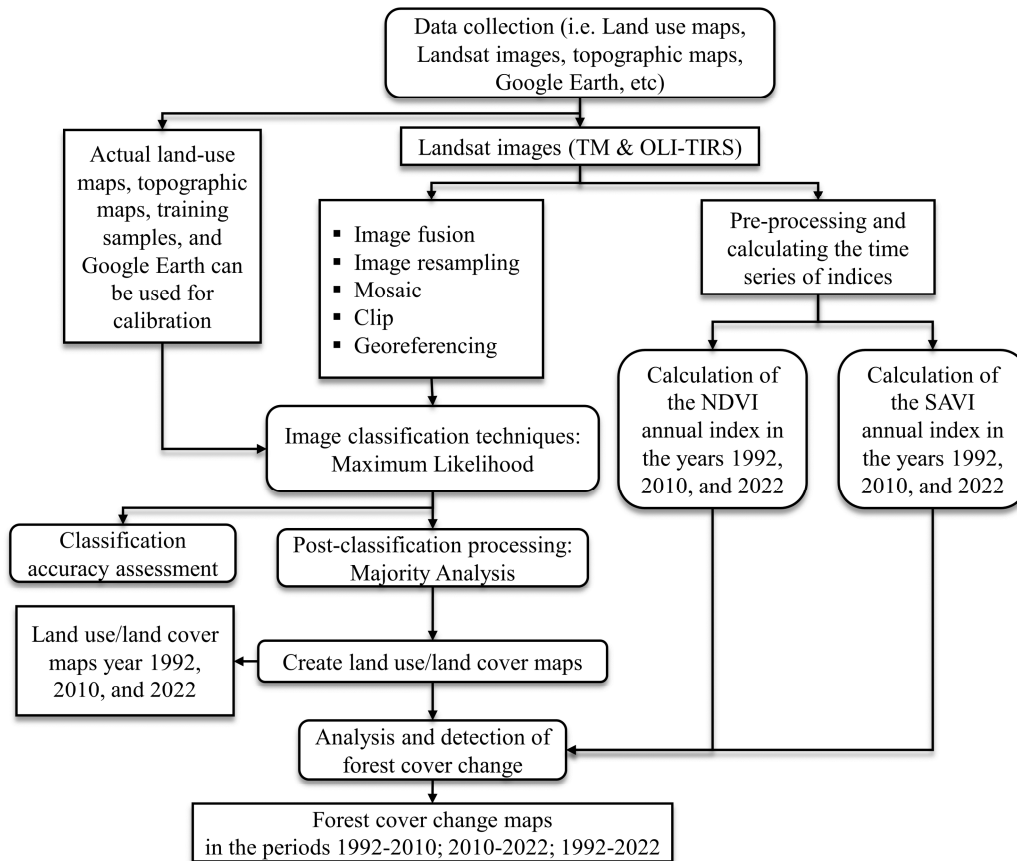 Data collection (i.e. Land use maps,
Landsat images, topographic maps,
Google Earth, etc)
Actual land-use
maps, topographic
maps, training
samples, and
Google Earth can
be used for
calibration
Landsat images (TM & OLI-TIRS)
▪ Image fusion
▪ Image resampling
▪ Mosaic
▪ Clip
▪ Georeferencing
Pre-processing and
calculating the time
series of indices
Calculation of
the NDVI
annual index in
the years 1992,
2010, and 2022
Calculation of
the SAVI
annual index in
the years 1992,
2010, and 2022
Image classification techniques:
Maximum Likelihood
Classification
accuracy assessment
Post-classification processing:
Majority Analysis
Land use/land cover
maps year 1992,
2010, and 2022
Create land use/land cover maps
Analysis and detection of
forest cover change
Forest cover change maps
in the periods 1992-2010; 2010-2022; 1992-2022